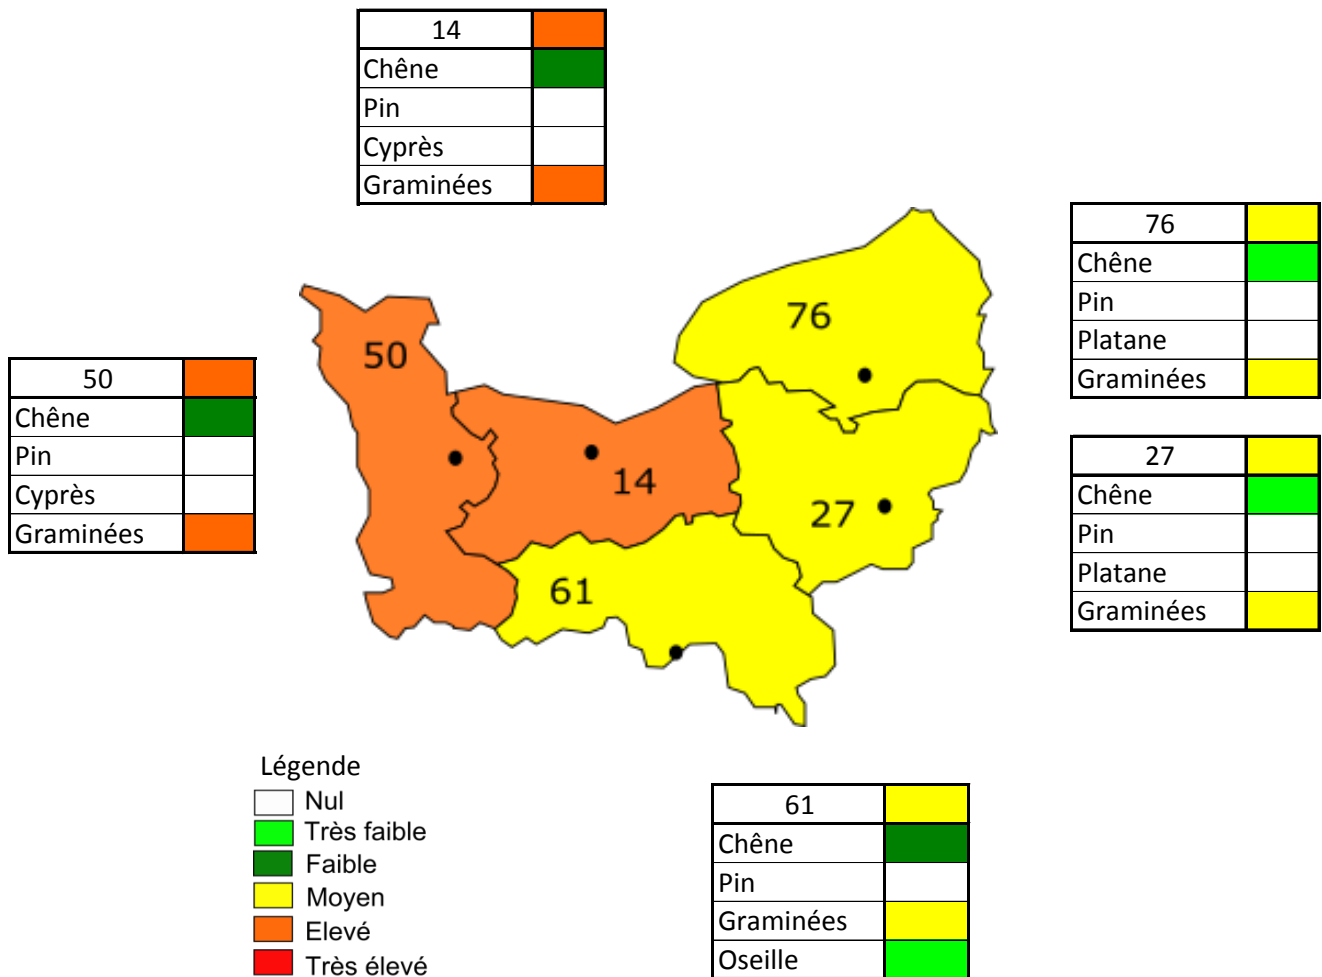 14
Chêne
Pin
Cyprès
Graminées
76
Chêne
Pin
Platane
Graminées
50
Chêne
Pin
Cyprès
Graminées
27
Chêne
Pin
Platane
Graminées
76
50
14
27
61
Légende
Nul
Très faible
Faible
Moyen
Elevé
Très élevé
61
Chêne
Pin
Graminées
Oseille